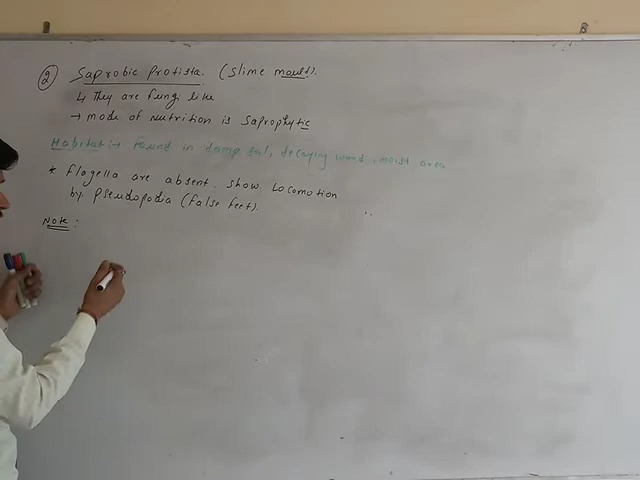 ② Saprobic Protista. (Slime mould).
↳ They are fungi like
→ mode of Nutrition is Saprophytic
Habitat :→ Found in damp soil, decaying wood, moist area
* Flagella are absent. Show Locomotion
by Pseudopodia (False feet).
Note :